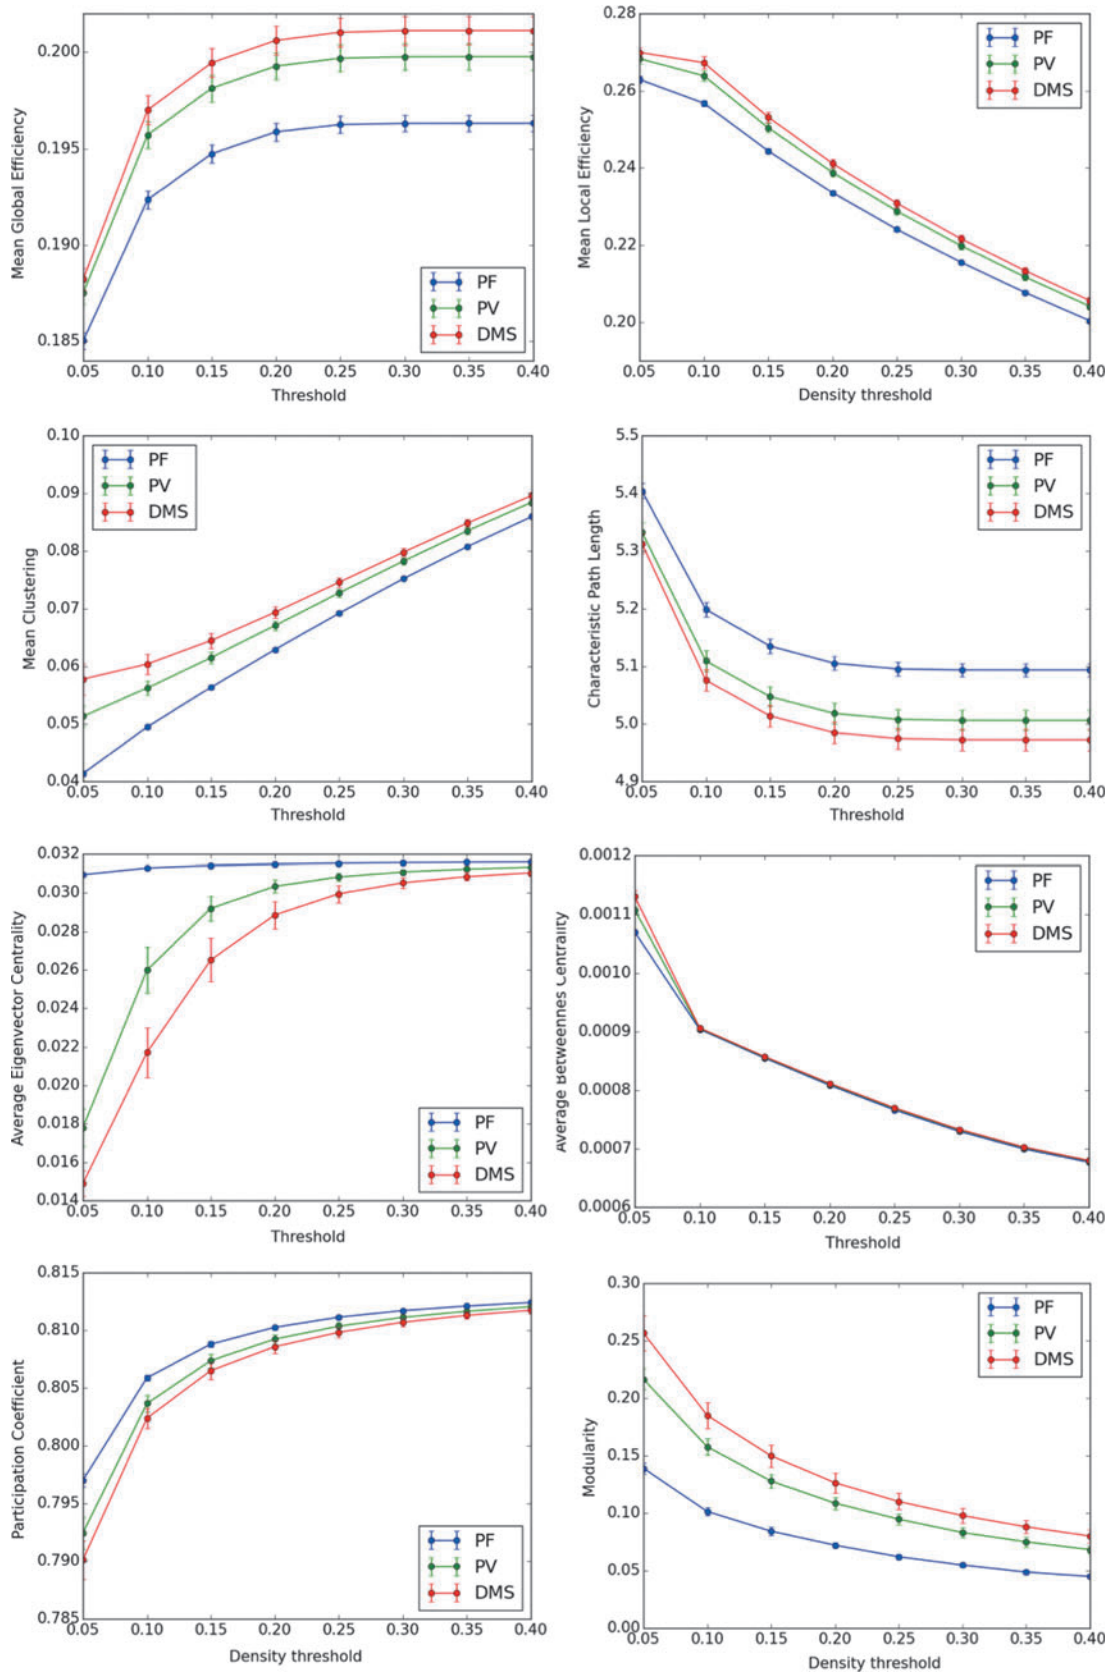 0.200
0.195
0.190
0.185
Mean Global Efficiency
PF
PV
DMS
0.05 0.10 0.15 0.20 0.25 0.30 0.35 0.40
Threshold
0.28
0.26
0.24
0.22
0.20
Mean Local Efficiency
PF
PV
DMS
0.05 0.10 0.15 0.20 0.25 0.30 0.35 0.40
Density threshold
0.10
0.09
0.08
0.07
0.06
0.05
0.04
Mean Clustering
PF
PV
DMS
0.05 0.10 0.15 0.20 0.25 0.30 0.35 0.40
Threshold
5.5
5.4
5.3
5.2
5.1
5.0
4.9
Characteristic Path Length
PF
PV
DMS
0.05 0.10 0.15 0.20 0.25 0.30 0.35 0.40
Threshold
0.032
0.030
0.028
0.026
0.024
0.022
0.020
0.018
0.016
0.014
Average Eigenvector Centrality
PF
PV
DMS
0.05 0.10 0.15 0.20 0.25 0.30 0.35 0.40
Threshold
0.0012
0.0011
0.0010
0.0009
0.0008
0.0007
0.0006
Average Betweennes Centrality
PF
PV
DMS
0.05 0.10 0.15 0.20 0.25 0.30 0.35 0.40
Threshold
0.815
0.810
0.805
0.800
0.795
0.790
0.785
Participation Coefficient
PF
PV
DMS
0.05 0.10 0.15 0.20 0.25 0.30 0.35 0.40
Density threshold
0.30
0.25
0.20
0.15
0.10
0.05
0.00
Modularity
PF
PV
DMS
0.05 0.10 0.15 0.20 0.25 0.30 0.35 0.40
Density threshold